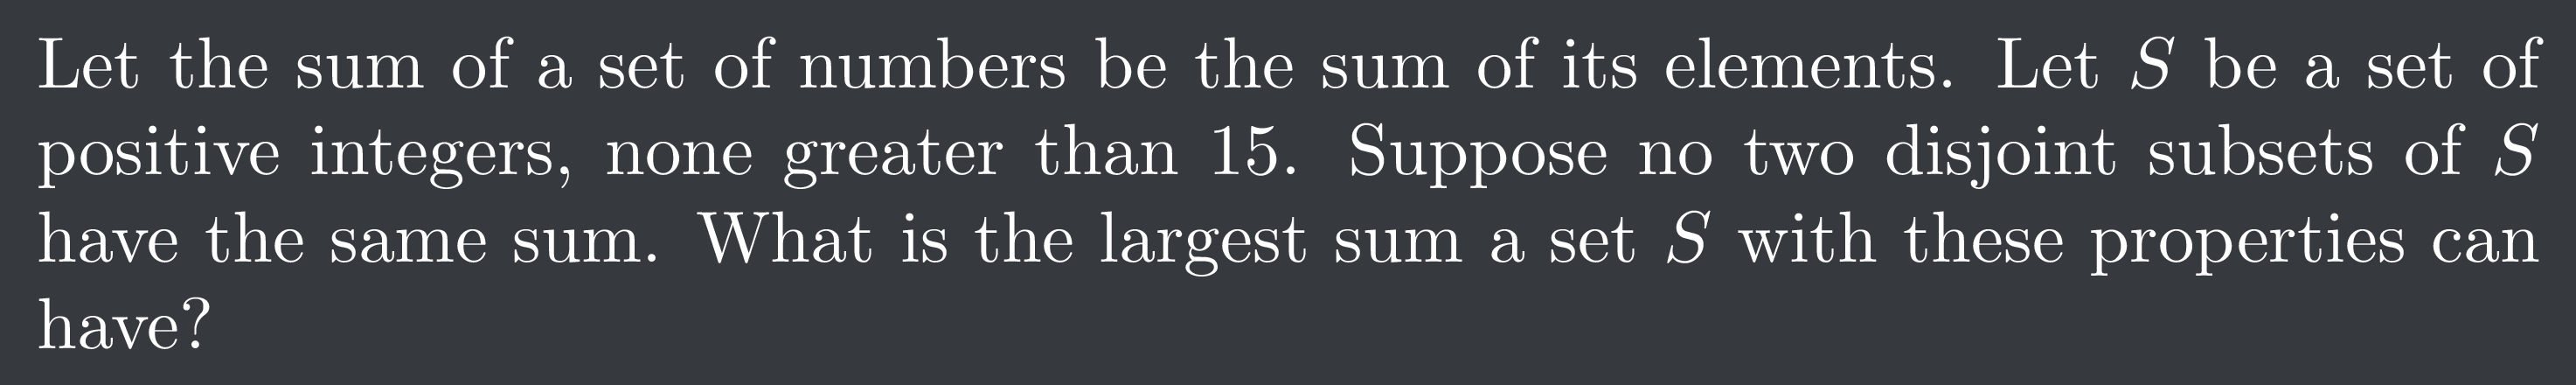 Let the sum of a set of numbers be the sum of its elements. Let S be a set of
positive integers, none greater than 15. Suppose no two disjoint subsets of S
have the same sum. What is the largest sum a set S with these properties can
have?